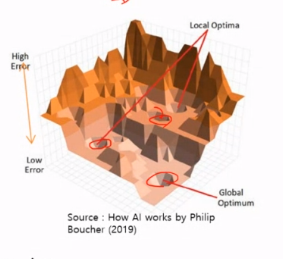 Local Optima
High
Error
Low
Error
Global
Optimum
Source : How AI works by Philip
Boucher (2019)